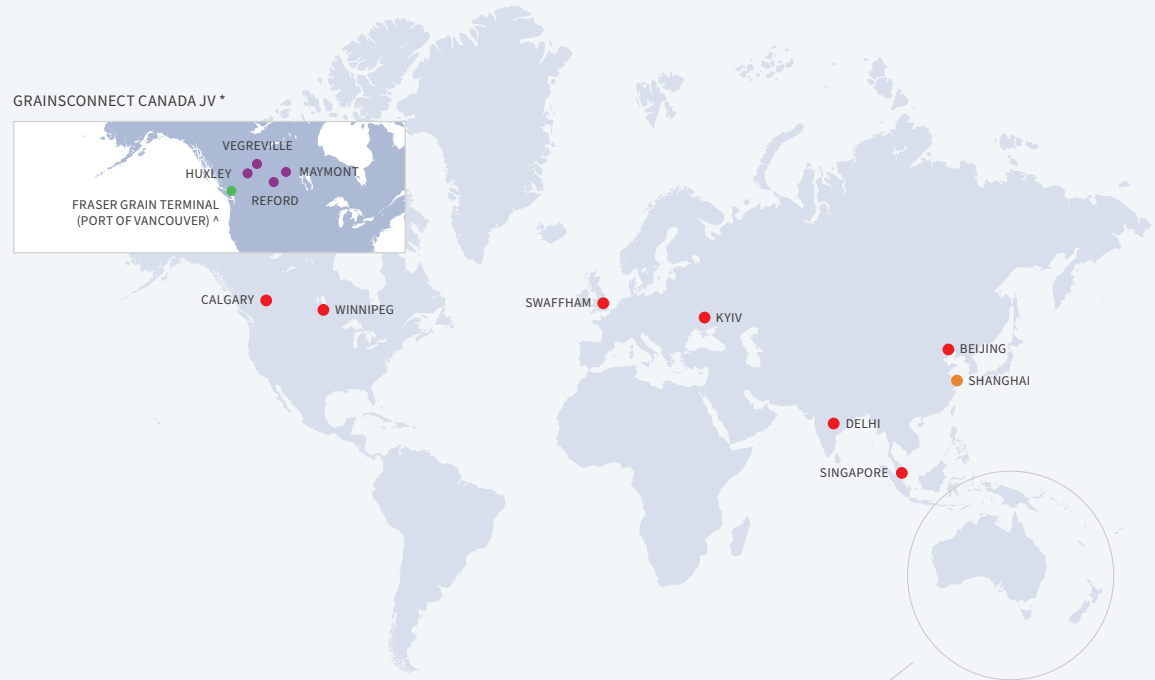 GRAINSCONNECT CANADA JV *
VEGREVILLE
HUXLEY
MAYMONT
REFORD
FRASER GRAIN TERMINAL
(PORT OF VANCOUVER) ^
CALGARY
WINNIPEG
SWAFFHAM
KYIV
BEIJING
SHANGHAI
DELHI
SINGAPORE